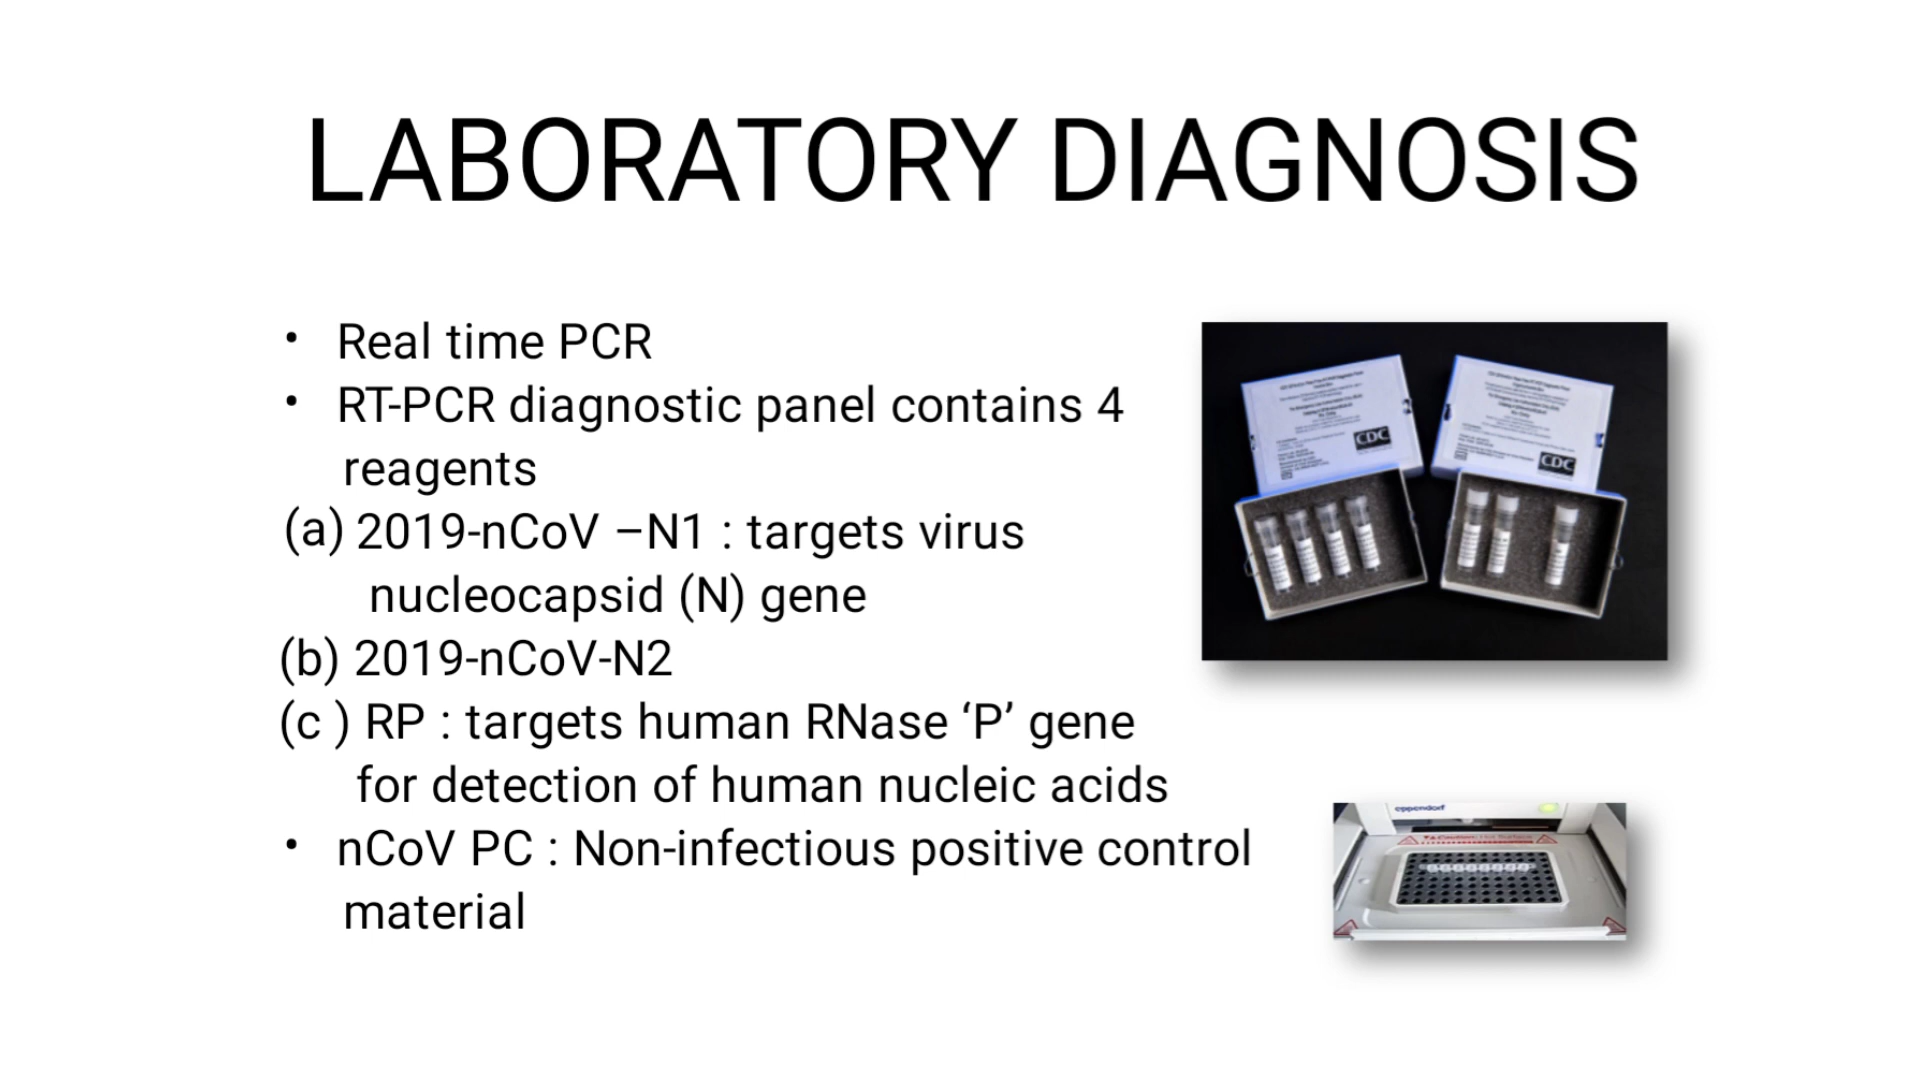 LABORATORY DIAGNOSIS
• Real time PCR
• RT-PCR diagnostic panel contains 4
reagents
(a) 2019-nCoV –N1 : targets virus
nucleocapsid (N) gene
(b) 2019-nCoV-N2
(c ) RP : targets human RNase ‘P’ gene
for detection of human nucleic acids
• nCoV PC : Non-infectious positive control
material
CDC
CDC
eppendorf